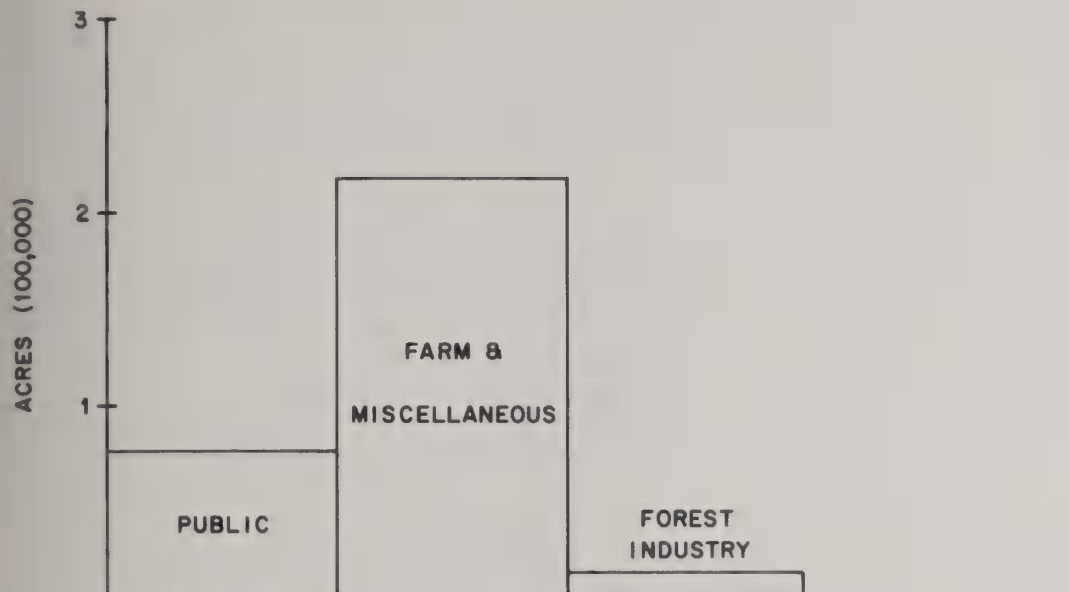 3
2
1
ACRES (100,000)
FARM &
MISCELLANEOUS
PUBLIC
FOREST
INDUSTRY